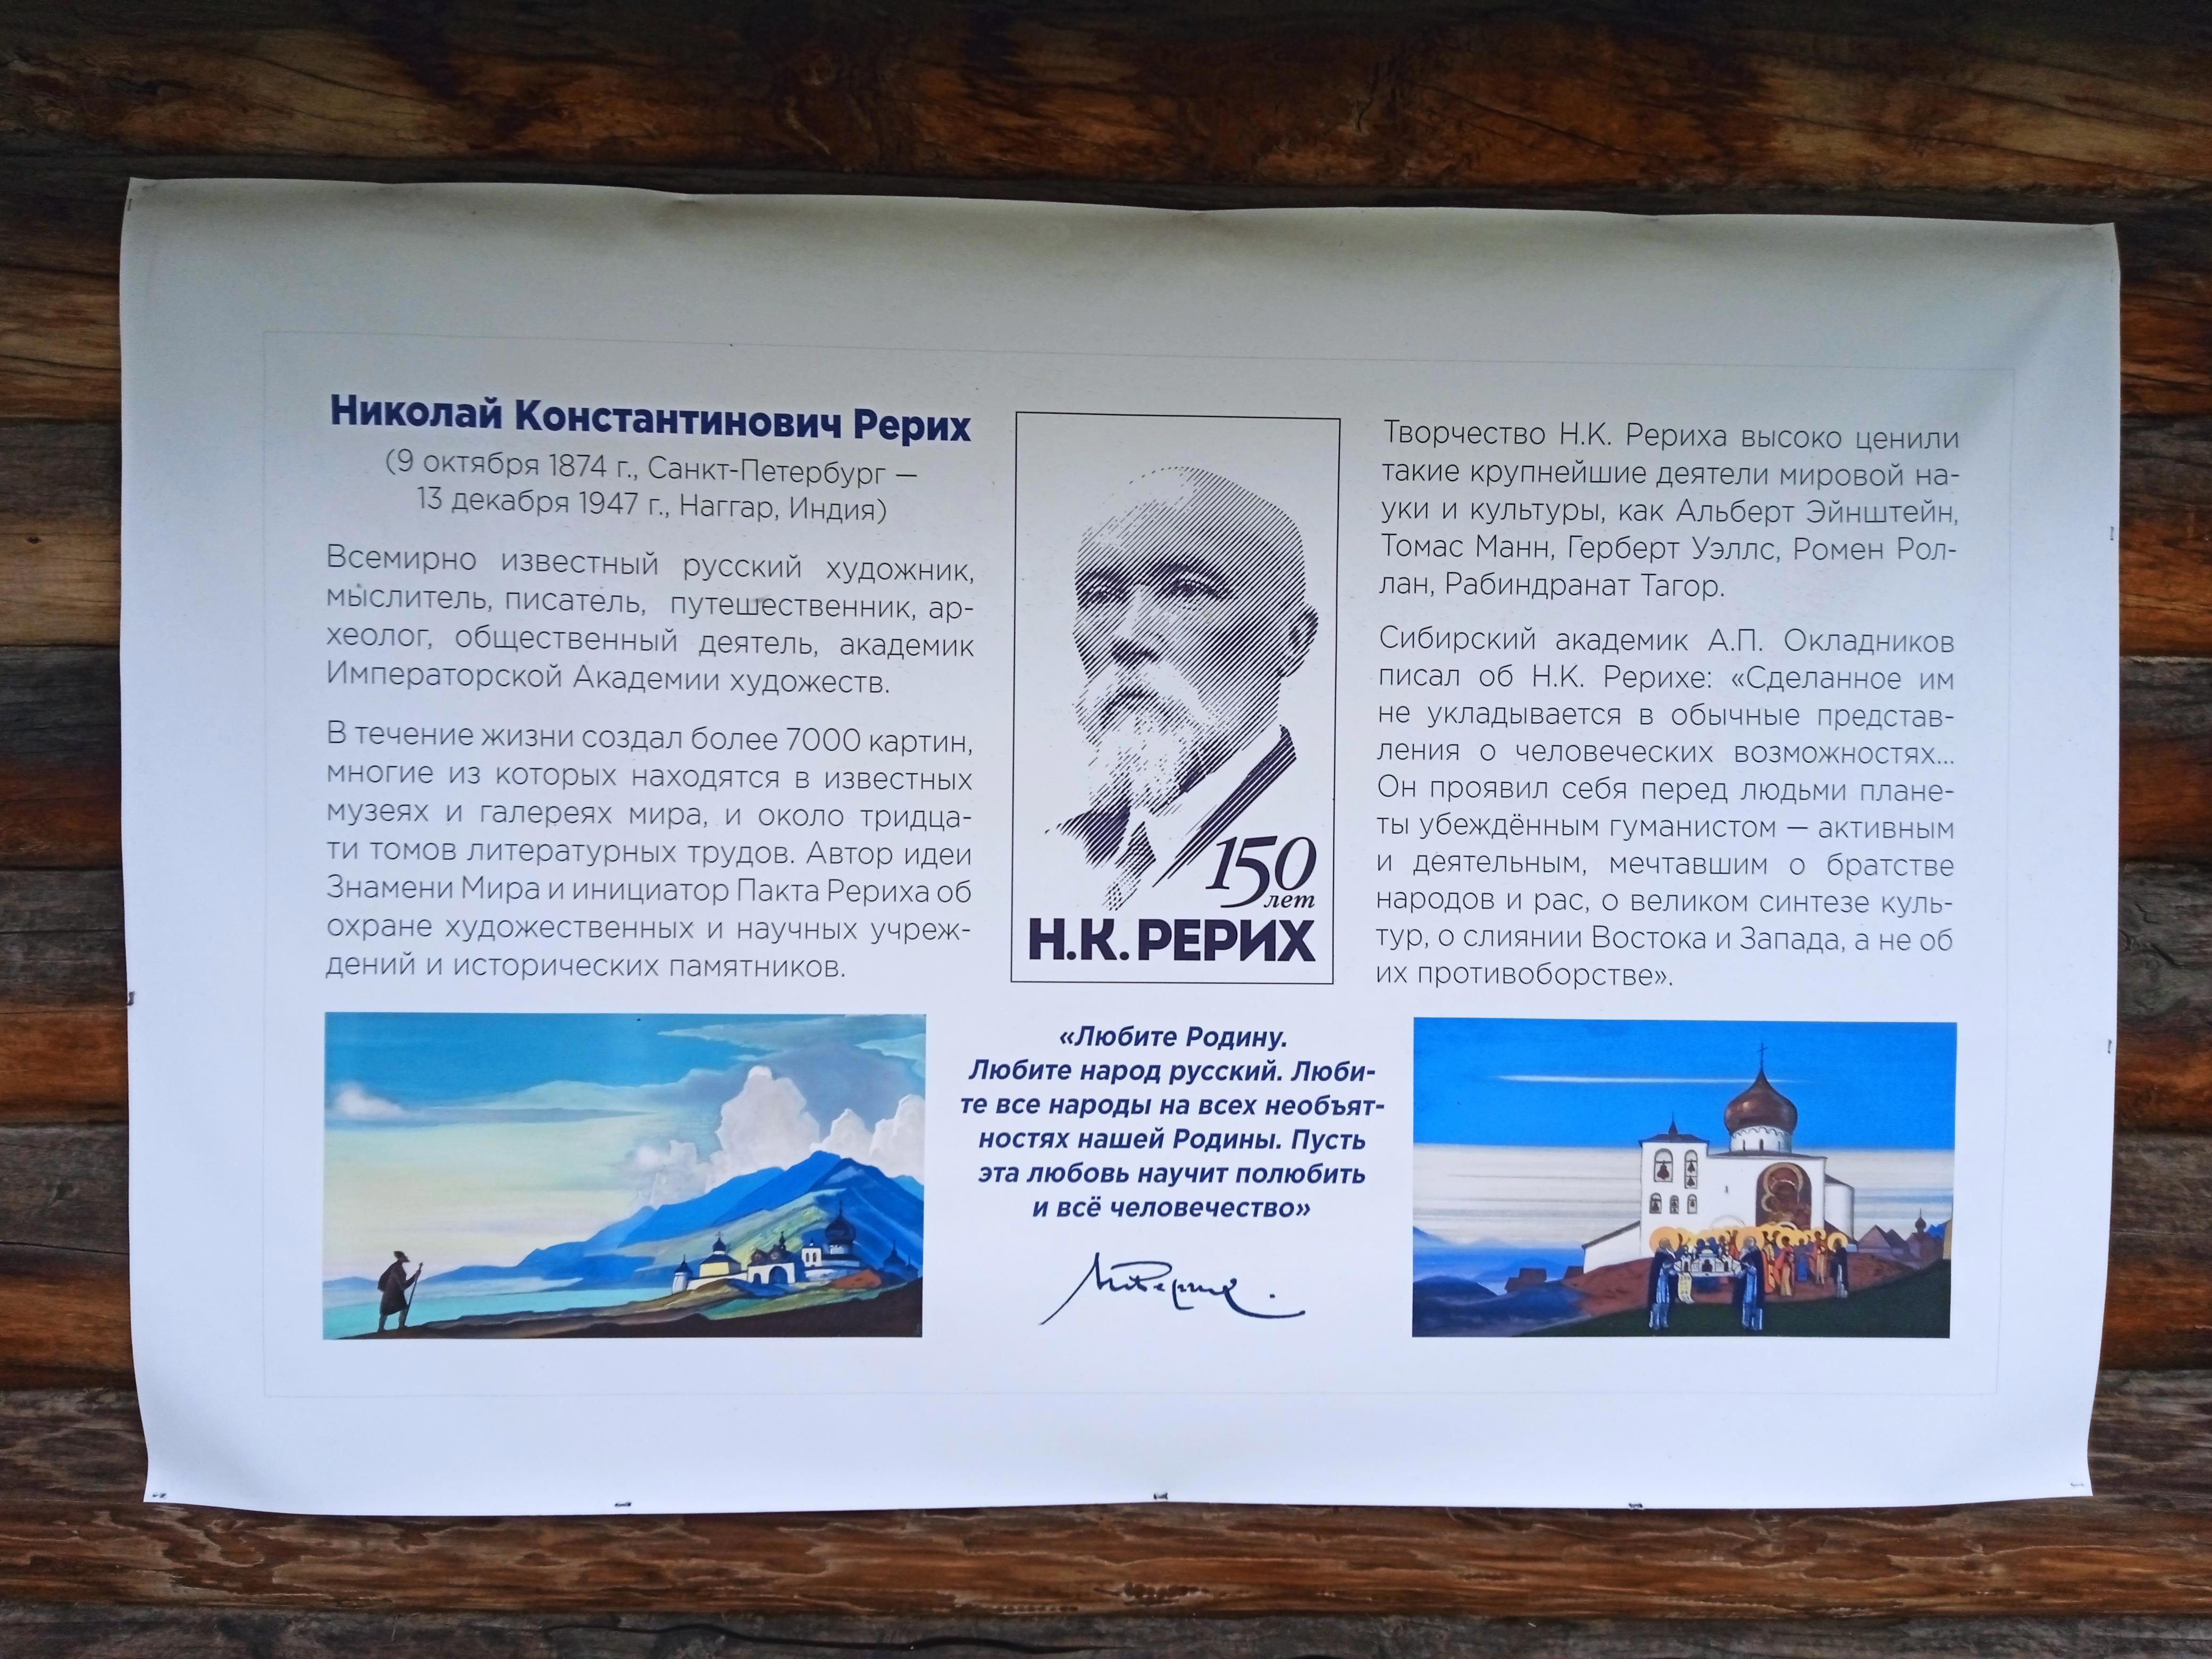 Николай Константинович Рерих
(9 октября 1874 г., Санкт-Петербург —
13 декабря 1947 г., Наггар, Индия)
Всемирно известный русский художник,
мыслитель, писатель, путешественник, ар-
хеолог, общественный деятель, академик
Императорской Академии художеств.
В течение жизни создал более 7000 картин,
многие из которых находятся в известных
музеях и галереях мира, и около тридца-
ти томов литературных трудов. Автор идеи
Знамени Мира и инициатор Пакта Рериха об
охране художественных и научных учреж-
дений и исторических памятников.
150
лет
Н.К. РЕРИХ
«Любите Родину.
Любите народ русский. Люби-
те все народы на всех необъят-
ностях нашей Родины. Пусть
эта любовь научит полюбить
и всё человечество»
Творчество Н.К. Рериха высоко ценили
такие крупнейшие деятели мировой на-
уки и культуры, как Альберт Эйнштейн,
Томас Манн, Герберт Уэллс, Ромен Рол-
лан, Рабиндранат Тагор.
Сибирский академик А.П. Окладников
писал об Н.К. Рерихе: «Сделанное им
не укладывается в обычные представ-
ления о человеческих возможностях...
Он проявил себя перед людьми плане-
ты убеждённым гуманистом — активным
и деятельным, мечтавшим о братстве
народов и рас, о великом синтезе куль-
тур, о слиянии Востока и Запада, а не об
их противоборстве».